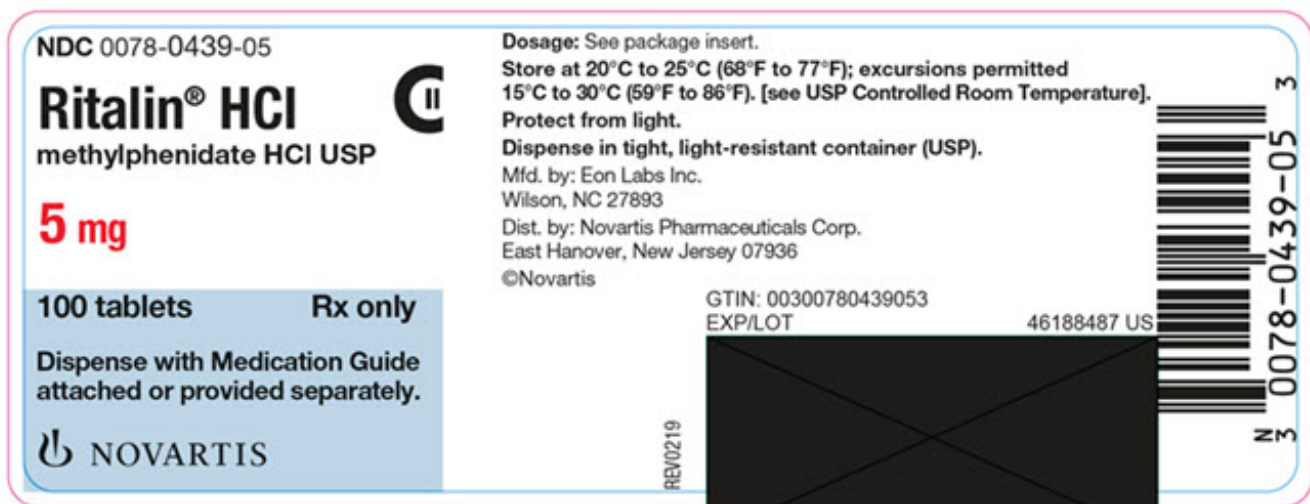 NDC 0078-0439-05
Ritalin® HCl
CII
methylphenidate HCl USP
5 mg
100 tablets Rx only
Dispense with Medication Guide
attached or provided separately.
NOVARTIS
Dosage: See package insert.
Store at 20°C to 25°C (68°F to 77°F); excursions permitted
15°C to 30°C (59°F to 86°F). [see USP Controlled Room Temperature].
Protect from light.
Dispense in tight, light-resistant container (USP).
Mfd. by: Eon Labs Inc.
Wilson, NC 27893
Dist. by: Novartis Pharmaceuticals Corp.
East Hanover, New Jersey 07936
©Novartis
GTIN: 00300780439053
EXP/LOT 46188487 US
REV0219
N
3 0078-0439-05 3